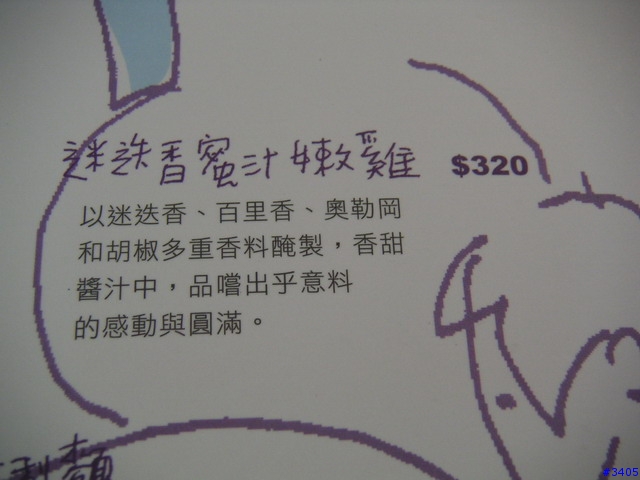 迷迭香蜜汁嫩雞 $320
以迷迭香、百里香、奧勒岡
和胡椒多重香料醃製，香甜
醬汁中，品嚐出乎意料
的感動與圓滿。
#3405